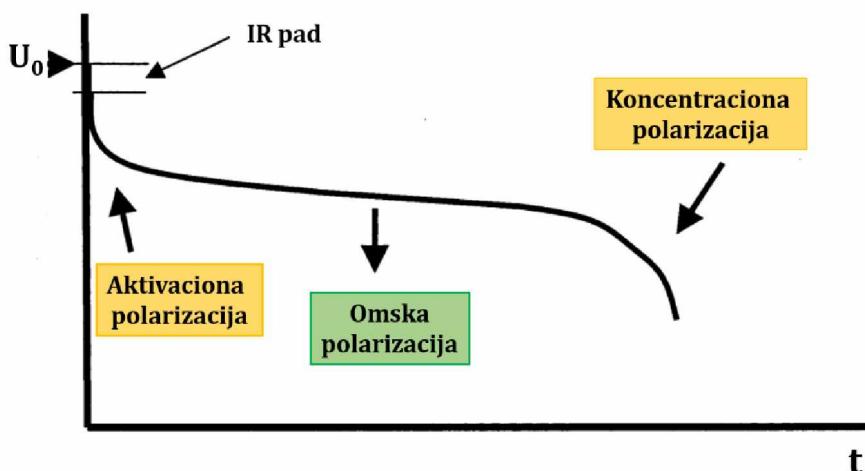 IR pad
U₀
Koncentraciona
polarizacija
Aktivaciona
polarizacija
Omska
polarizacija
t